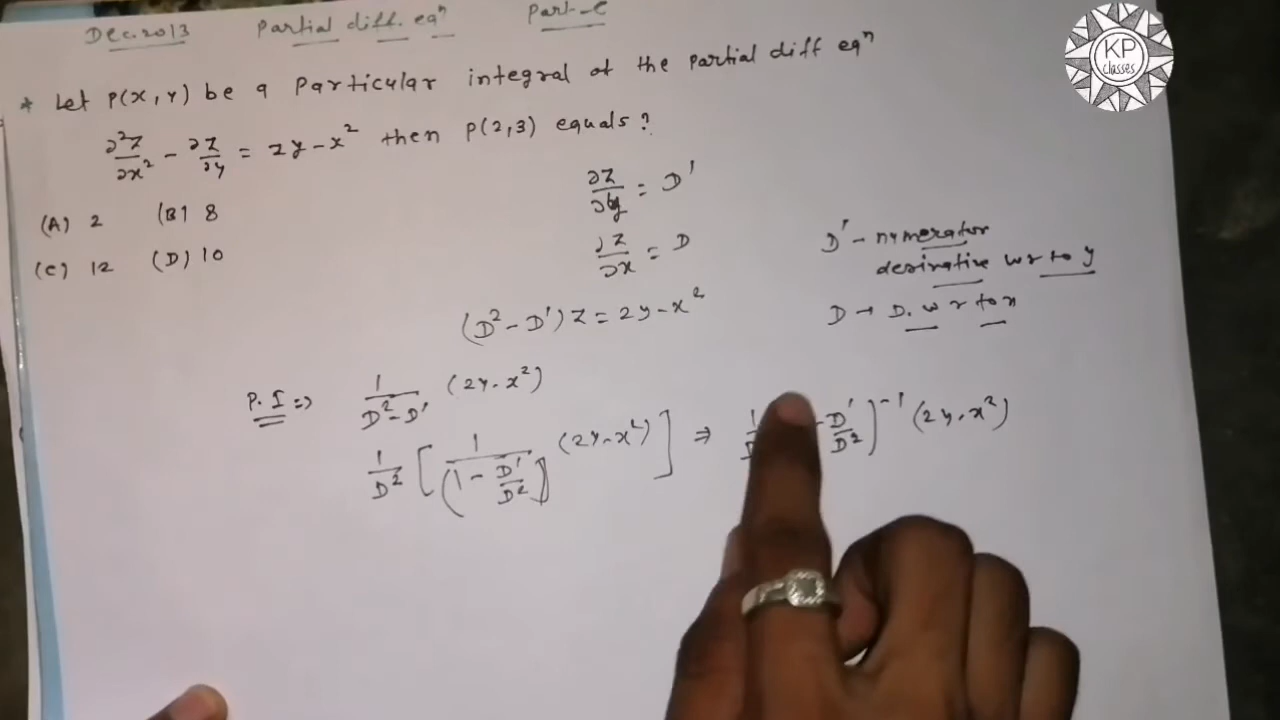 Dec. 2013 Partial diff. eqⁿ Part-C
KP classes
* Let P(x,y) be a Particular integral of the partial diff eqⁿ
∂²z/∂x² - ∂z/∂y = 2y - x² then P(2,3) equals?
(A) 2 (B) 8
(C) 12 (D) 10
∂z/∂y = D'
∂z/∂x = D
D' - numerator
derivative wr to y
D → D. w r to x
(D² - D')z = 2y - x²
P.I => 1/(D² - D') (2y - x²)
1/D² [1/(1 - D'/D²) (2y - x²)] ⇒ D'/D²)⁻¹ (2y - x²)